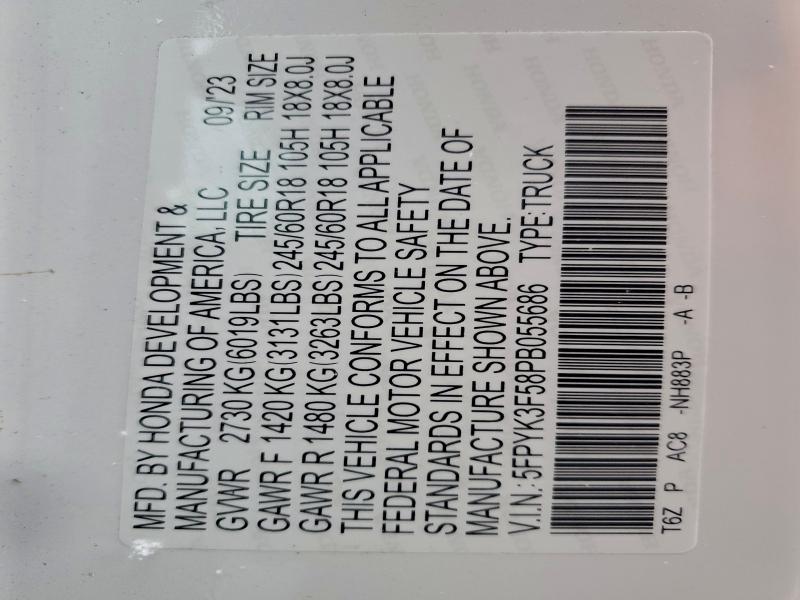 MFD. BY HONDA DEVELOPMENT &
MANUFACTURING OF AMERICA, LLC 09/'23
GVWR 2730 KG(6019LBS) TIRE SIZE RIM SIZE
GAWR F 1420 KG(3131LBS)245/60R18 105H 18X8.0J
GAWR R 1480 KG(3263LBS)245/60R18 105H 18X8.0J
THIS VEHICLE CONFORMS TO ALL APPLICABLE
FEDERAL MOTOR VEHICLE SAFETY
STANDARDS IN EFFECT ON THE DATE OF
MANUFACTURE SHOWN ABOVE.
V.I.N.:5FPYK3F58PB055686 TYPE:TRUCK
T6Z P AC8 -NH883P -A -B